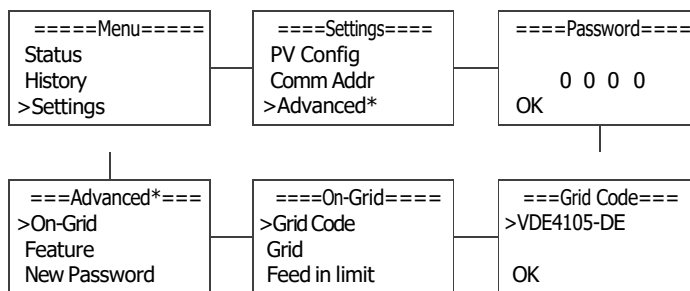 =====Menu=====
Status
History
>Settings
====Settings====
PV Config
Comm Addr
>Advanced*
====Password====
0 0 0 0
OK
===Advanced*===
>On-Grid
Feature
New Password
====On-Grid====
>Grid Code
Grid
Feed in limit
===Grid Code===
>VDE4105-DE
OK